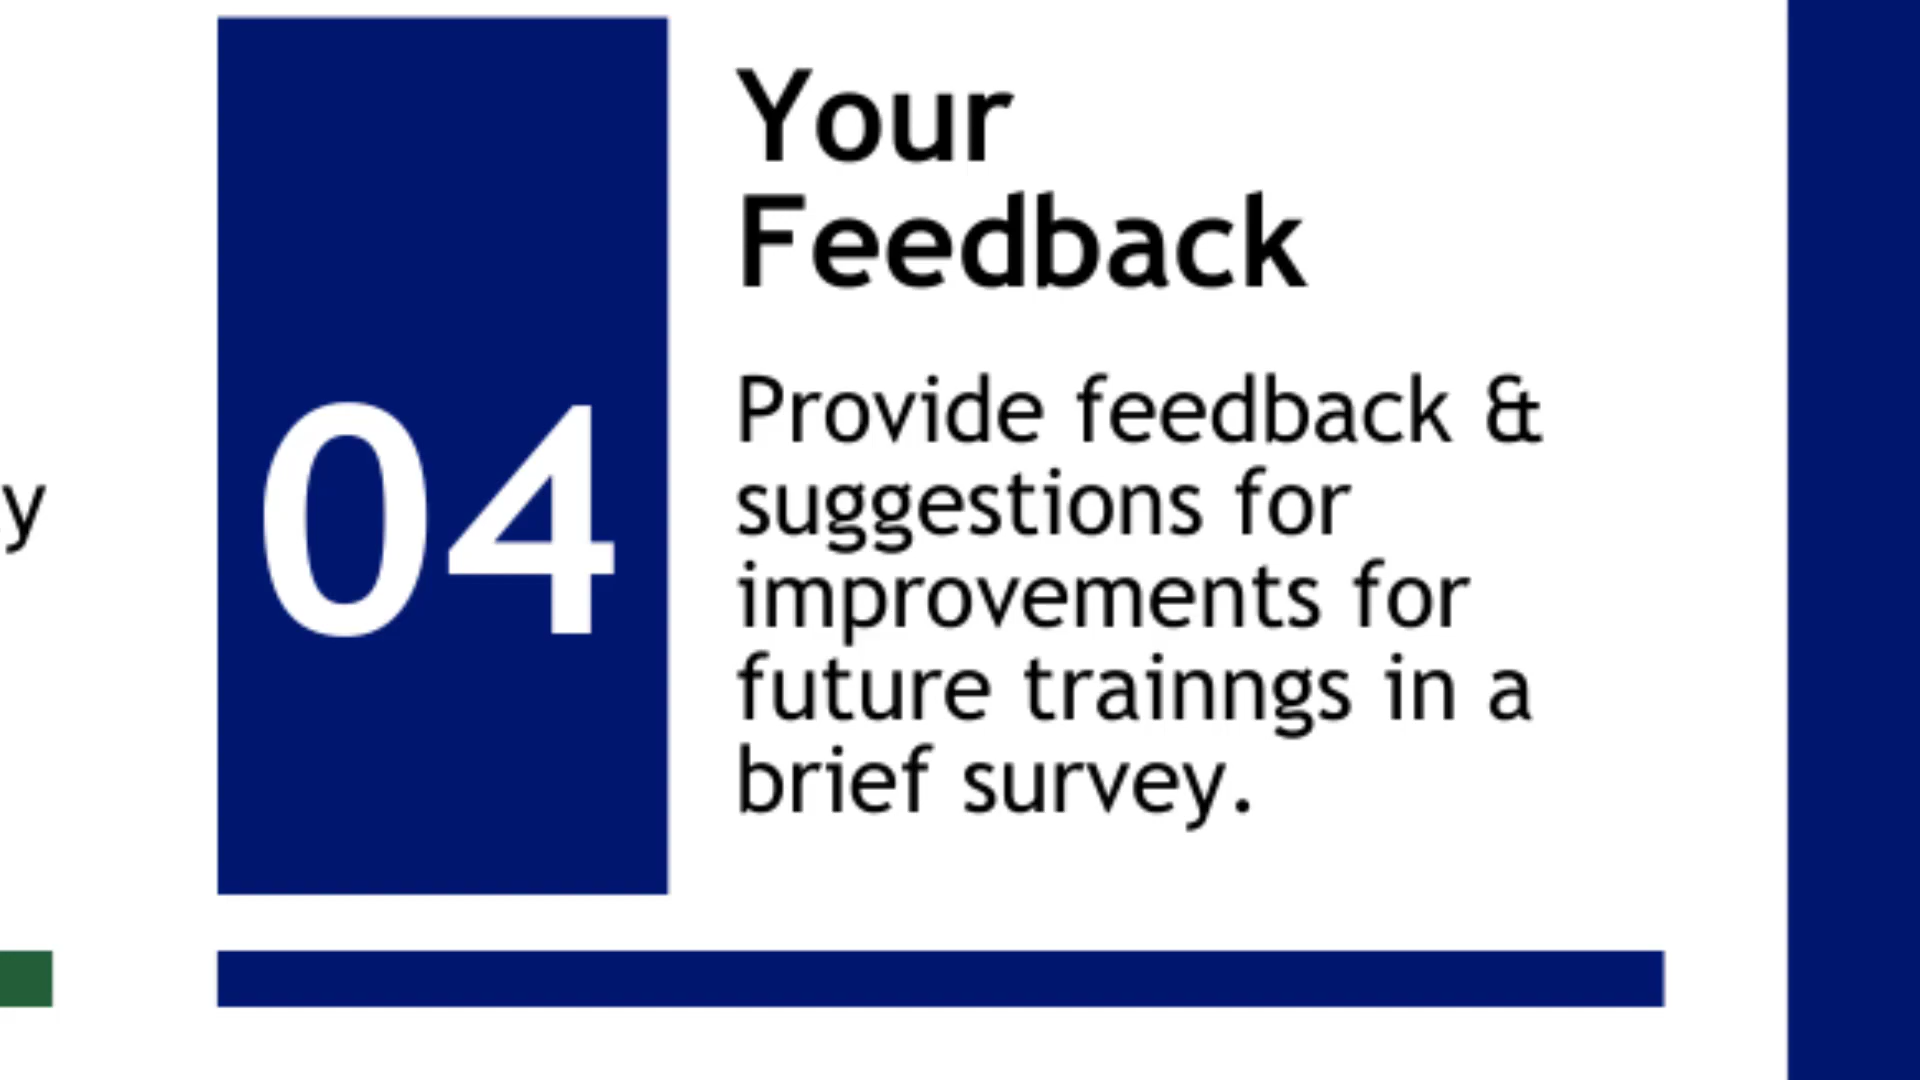 04
Your
Feedback
Provide feedback &
suggestions for
improvements for
future trainngs in a
brief survey.